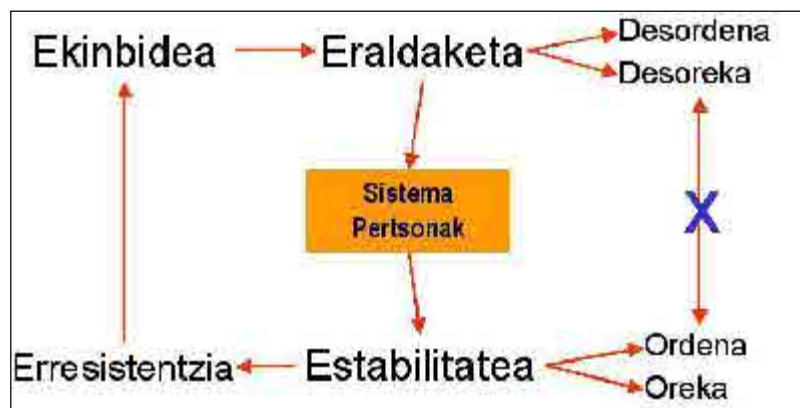 Ekinbidea
Eraldaketa
Desordena
Desoreka
Sistema
Pertsonak
X
Erresistentzia
Estabilitatea
Ordena
Oreka